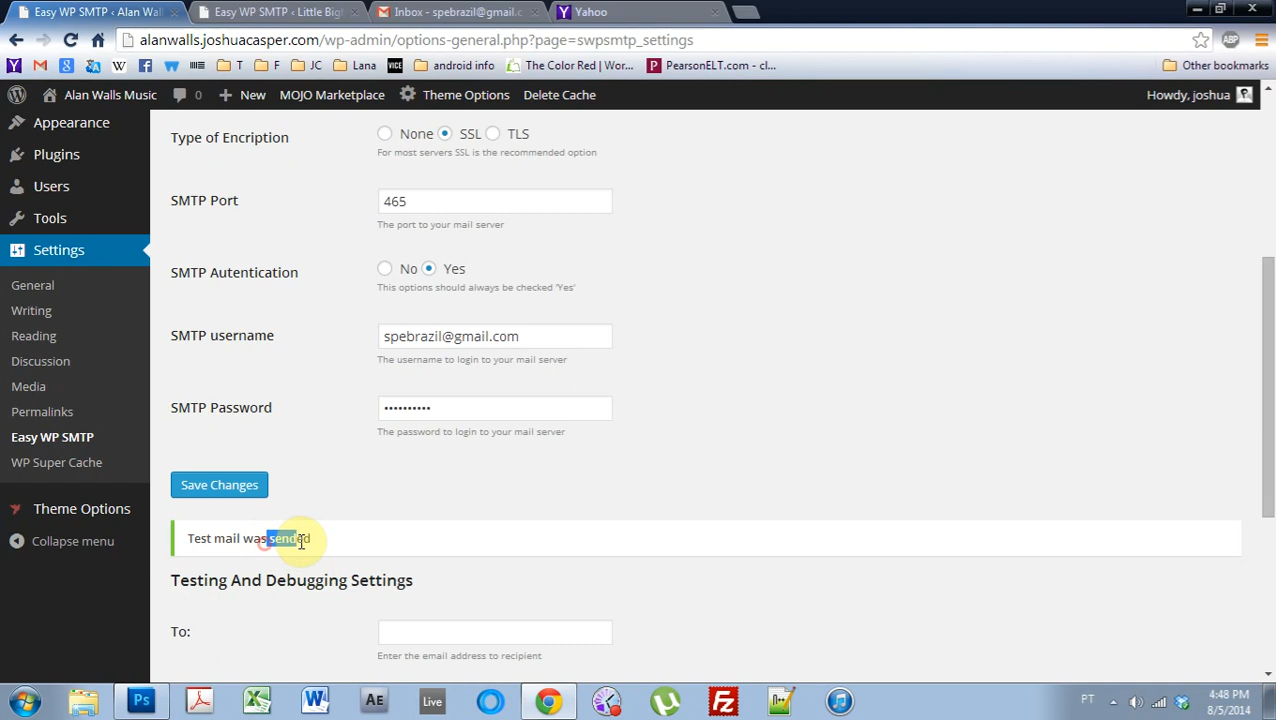 Easy WP SMTP ‹ Alan Wall
Easy WP SMTP ‹ Little Bigh
Inbox - spebrazil@gmail.c
Yahoo
alanwalls.joshuacasper.com/wp-admin/options-general.php?page=swpsmtp_settings
ABP
T
F
JC
Lana
VICE
android info
The Color Red | Wor...
PearsonELT.com - cl...
Other bookmarks
Alan Walls Music
0
New
MOJO Marketplace
Theme Options
Delete Cache
Howdy, joshua
Appearance
Plugins
Users
Tools
Settings
General
Writing
Reading
Discussion
Media
Permalinks
Easy WP SMTP
WP Super Cache
Theme Options
Collapse menu
Type of Encription
None SSL TLS
For most servers SSL is the recommended option
SMTP Port
465
The port to your mail server
SMTP Autentication
No Yes
This options should always be checked 'Yes'
SMTP username
spebrazil@gmail.com
The username to login to your mail server
SMTP Password
••••••••••
The password to login to your mail server
Save Changes
Test mail was sended
Testing And Debugging Settings
To:
Enter the email address to recipient
Ps
Ae
Live
PT
4:48 PM
8/5/2014